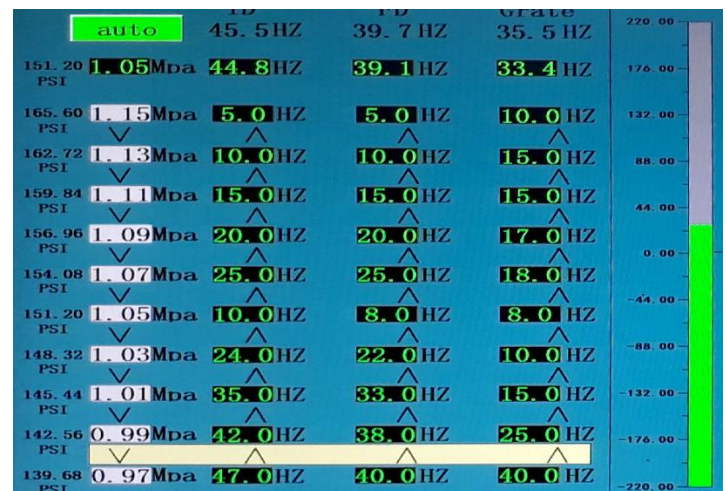 ID FD Grate
auto 45.5HZ 39.7HZ 35.5HZ
151.20 PSI 1.05Mpa 44.8HZ 39.1HZ 33.4HZ
165.60 PSI 1.15Mpa 5.0HZ 5.0HZ 10.0HZ
162.72 PSI 1.13Mpa 10.0HZ 10.0HZ 15.0HZ
159.84 PSI 1.11Mpa 15.0HZ 15.0HZ 15.0HZ
156.96 PSI 1.09Mpa 20.0HZ 20.0HZ 17.0HZ
154.08 PSI 1.07Mpa 25.0HZ 25.0HZ 18.0HZ
151.20 PSI 1.05Mpa 10.0HZ 8.0HZ 8.0HZ
148.32 PSI 1.03Mpa 24.0HZ 22.0HZ 10.0HZ
145.44 PSI 1.01Mpa 35.0HZ 33.0HZ 15.0HZ
142.56 PSI 0.99Mpa 42.0HZ 38.0HZ 25.0HZ
139.68 PSI 0.97Mpa 47.0HZ 40.0HZ 40.0HZ
220.00
176.00
132.00
88.00
44.00
0.00
-44.00
-88.00
-132.00
-176.00
-220.00